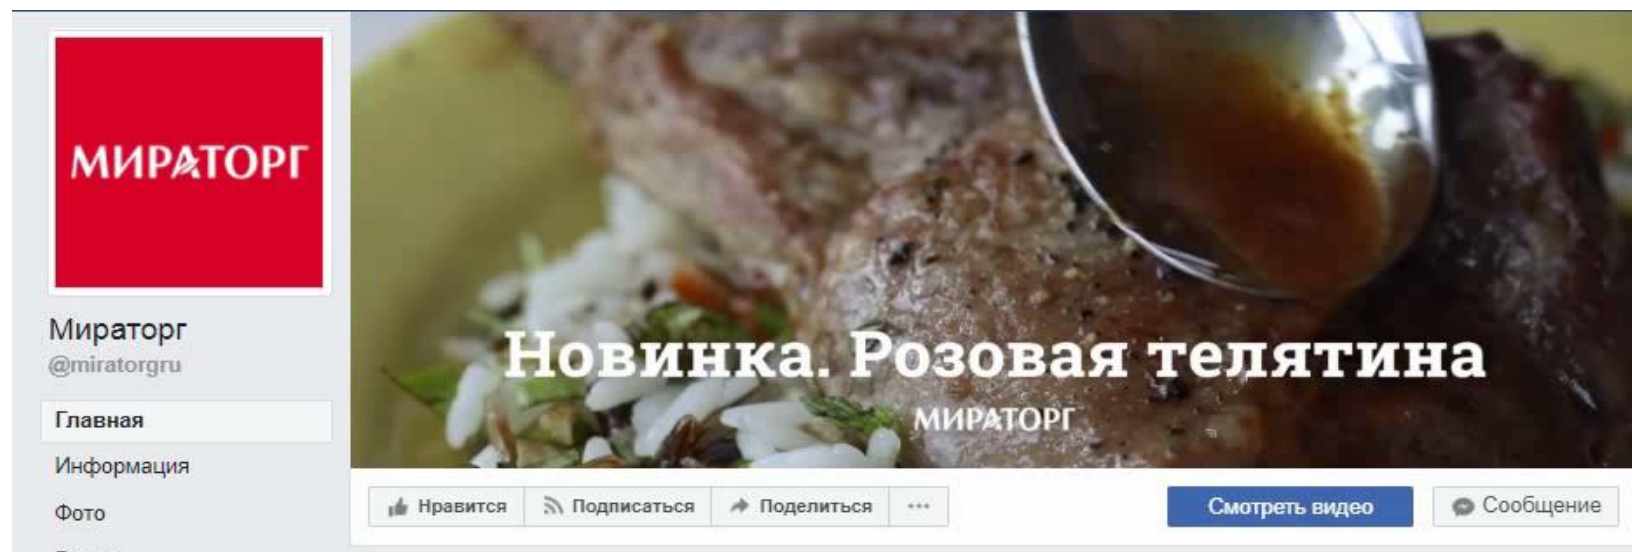 МИРАТОРГ
Мираторг
@miratorgru
Главная
Информация
Фото
Новинка. Розовая телятина
МИРАТОРГ
Нравится
Подписаться
Поделиться
Смотреть видео
Сообщение